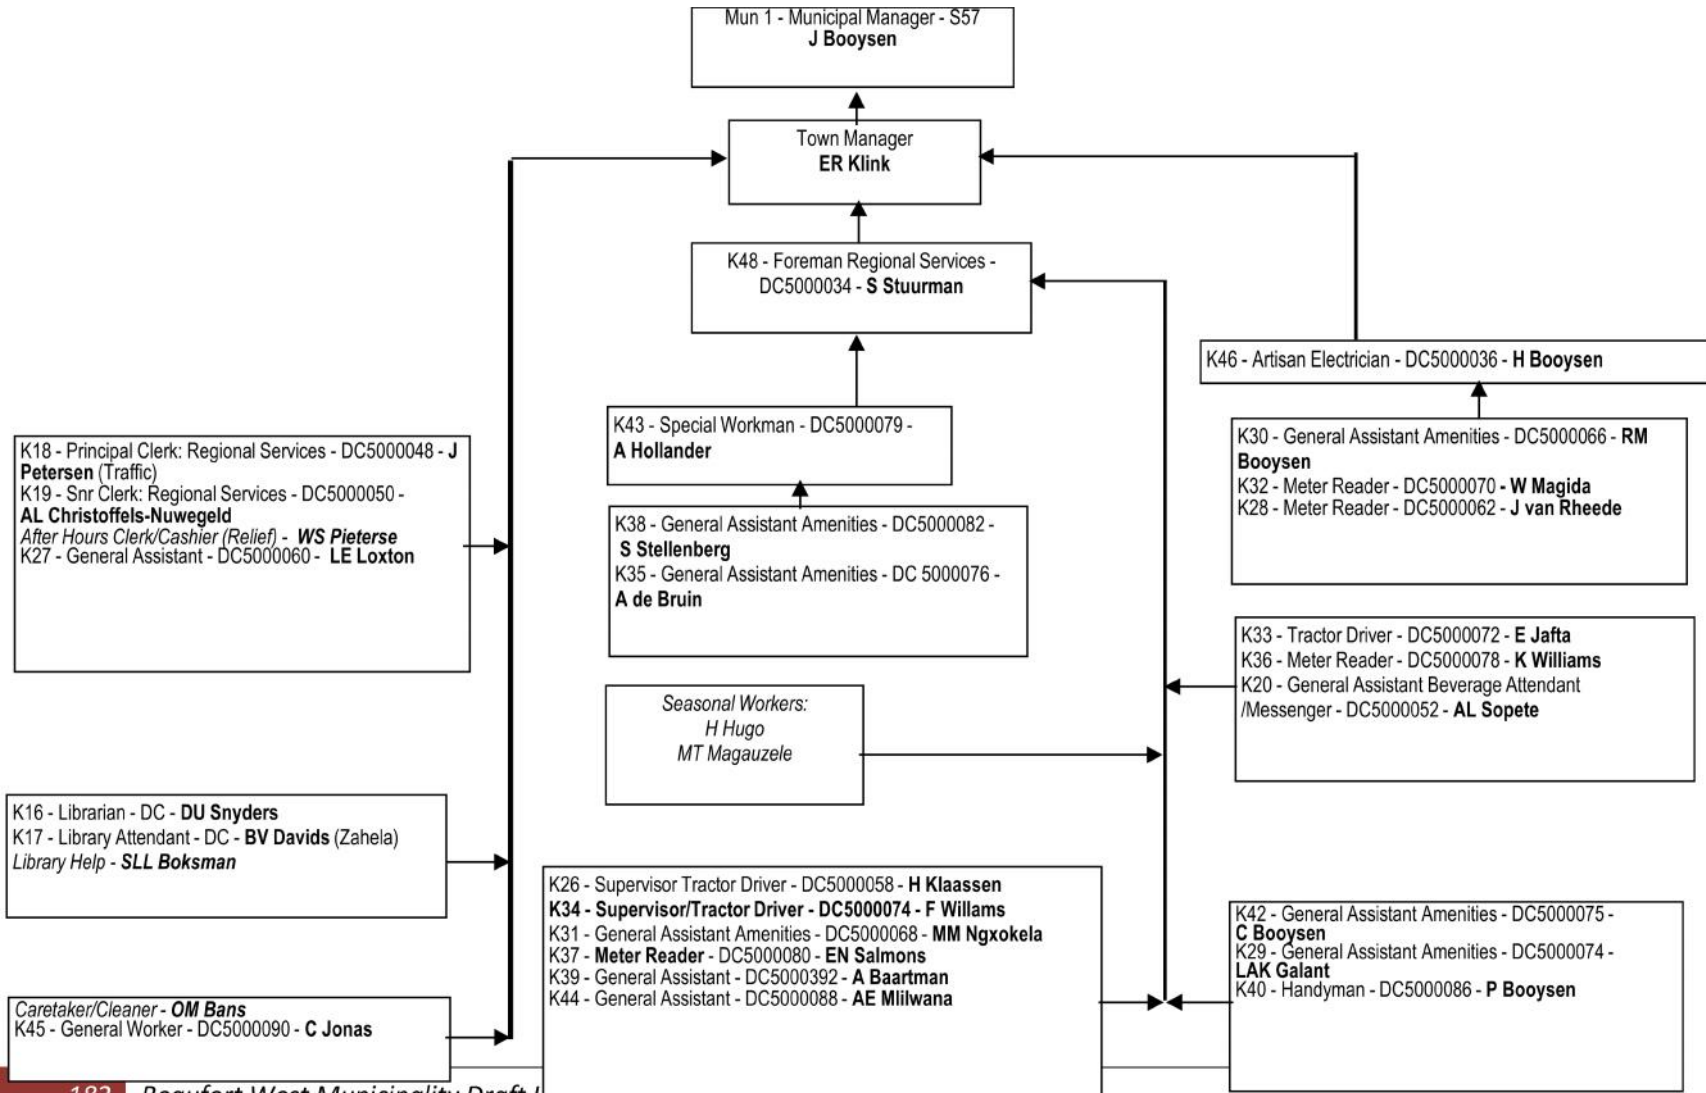 Mun 1 - Municipal Manager - S57
J Booysen
Town Manager
ER Klink
K48 - Foreman Regional Services -
DC5000034 - S Stuurman
K46 - Artisan Electrician - DC5000036 - H Booysen
K43 - Special Workman - DC5000079 -
A Hollander
K30 - General Assistant Amenities - DC5000066 - RM
Booysen
K32 - Meter Reader - DC5000070 - W Magida
K28 - Meter Reader - DC5000062 - J van Rheede
K18 - Principal Clerk: Regional Services - DC5000048 - J
Petersen (Traffic)
K19 - Snr Clerk: Regional Services - DC5000050 -
AL Christoffels-Nuwegeld
After Hours Clerk/Cashier (Relief) - WS Pieterse
K27 - General Assistant - DC5000060 - LE Loxton
K38 - General Assistant Amenities - DC5000082 -
S Stellenberg
K35 - General Assistant Amenities - DC 5000076 -
A de Bruin
K33 - Tractor Driver - DC5000072 - E Jafta
K36 - Meter Reader - DC5000078 - K Williams
K20 - General Assistant Beverage Attendant
/Messenger - DC5000052 - AL Sopete
Seasonal Workers:
H Hugo
MT Magauzele
K16 - Librarian - DC - DU Snyders
K17 - Library Attendant - DC - BV Davids (Zahela)
Library Help - SLL Boksman
K26 - Supervisor Tractor Driver - DC5000058 - H Klaassen
K34 - Supervisor/Tractor Driver - DC5000074 - F Willams
K31 - General Assistant Amenities - DC5000068 - MM Ngxokela
K37 - Meter Reader - DC5000080 - EN Salmons
K39 - General Assistant - DC5000392 - A Baartman
K44 - General Assistant - DC5000088 - AE Mlilwana
K42 - General Assistant Amenities - DC5000075 -
C Booysen
K29 - General Assistant Amenities - DC5000074 -
LAK Galant
K40 - Handyman - DC5000086 - P Booysen
Caretaker/Cleaner - OM Bans
K45 - General Worker - DC5000090 - C Jonas
182 Beaufort West Municipality Draft